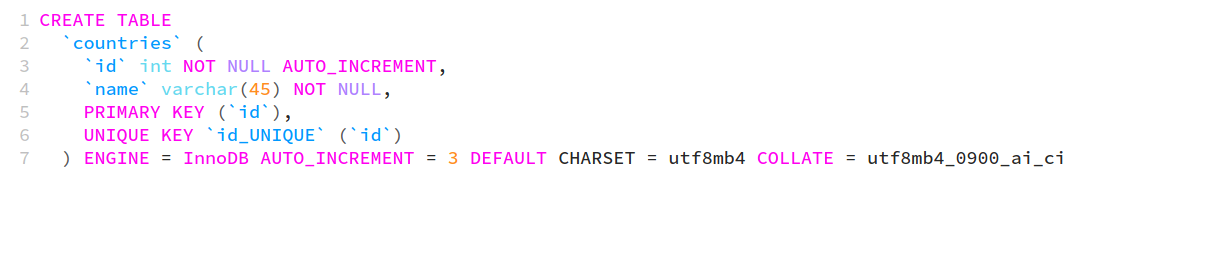 1 CREATE TABLE
2 `countries` (
3 `id` int NOT NULL AUTO_INCREMENT,
4 `name` varchar(45) NOT NULL,
5 PRIMARY KEY (`id`),
6 UNIQUE KEY `id_UNIQUE` (`id`)
7 ) ENGINE = InnoDB AUTO_INCREMENT = 3 DEFAULT CHARSET = utf8mb4 COLLATE = utf8mb4_0900_ai_ci